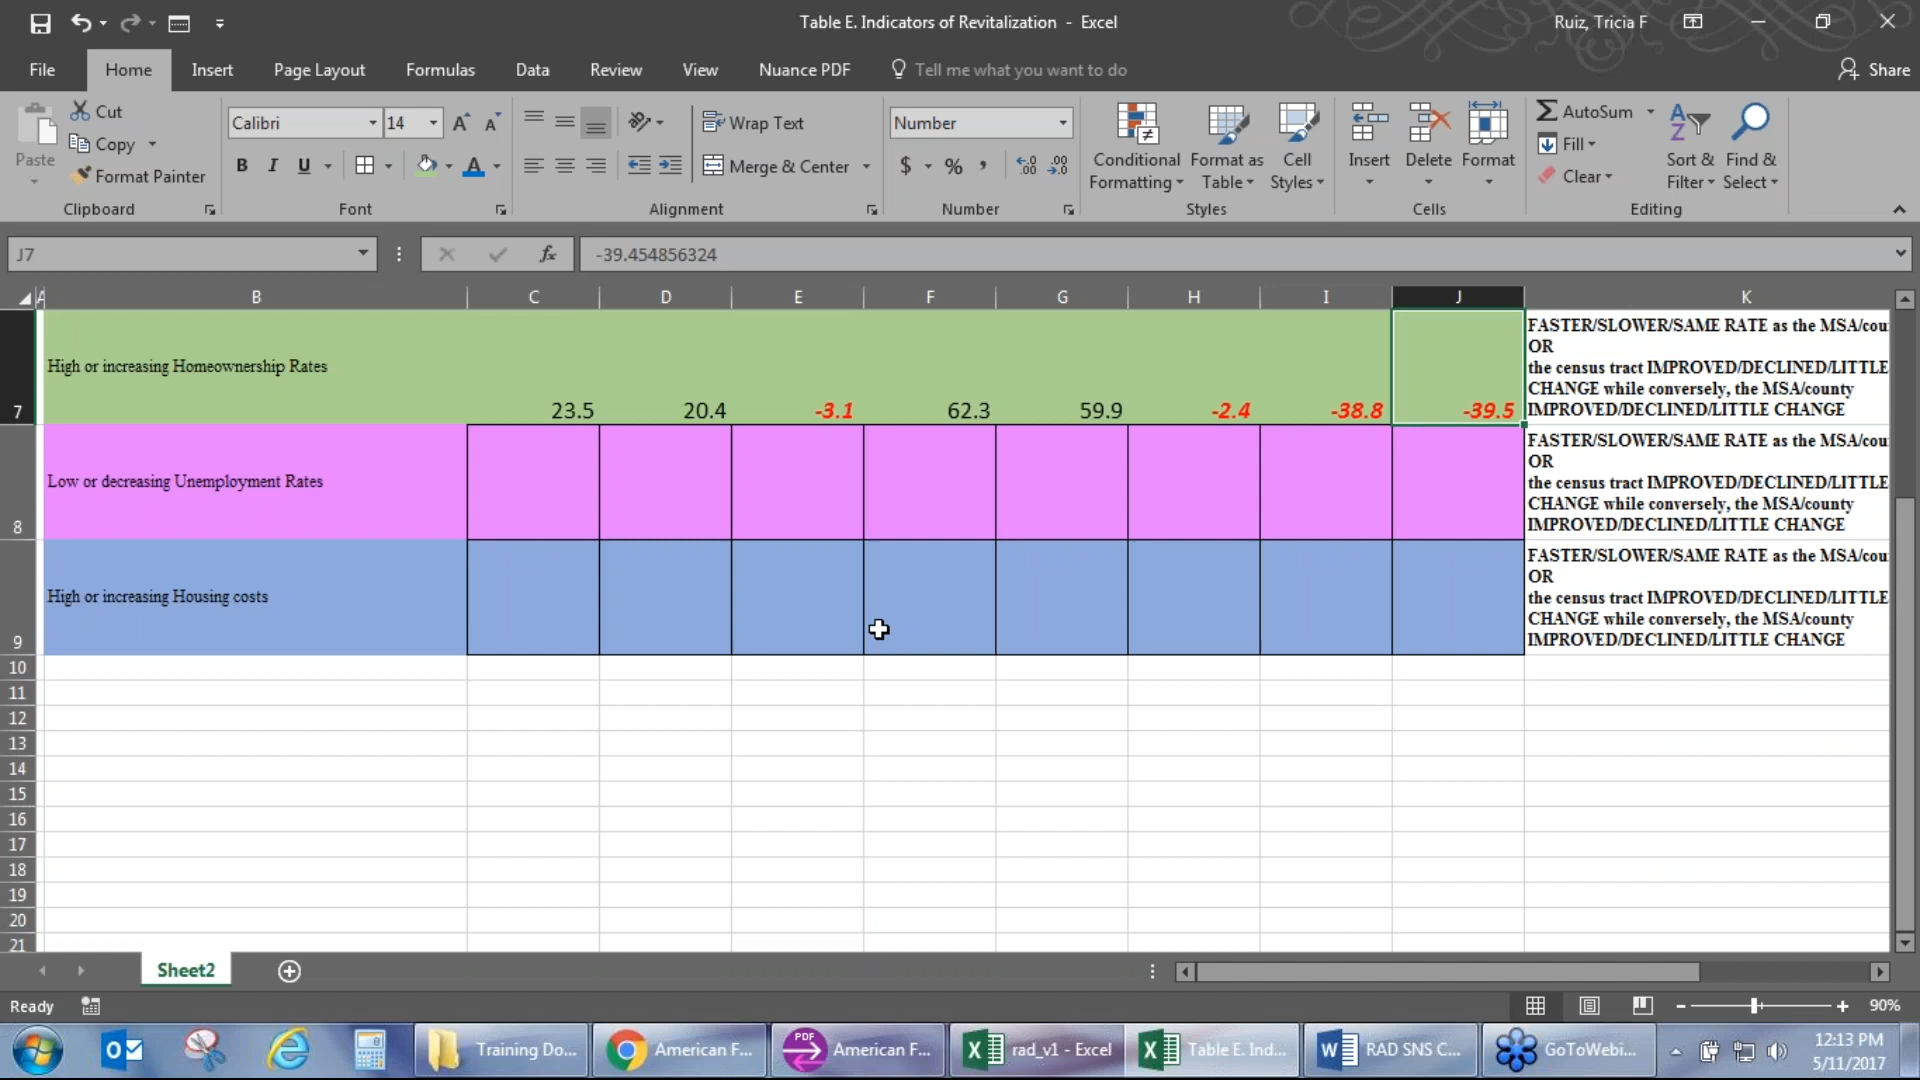 Table E. Indicators of Revitalization - Excel
Ruiz, Tricia F
File Home Insert Page Layout Formulas Data Review View Nuance PDF Tell me what you want to do
Share
Paste
Cut
Copy
Format Painter
Clipboard
Calibri 14
B I U
Font
Wrap Text
Merge & Center
Alignment
Number
$ % ,
Number
Conditional
Formatting
Format as
Table
Cell
Styles
Styles
Insert
Delete
Format
Cells
AutoSum
Fill
Clear
Sort &
Filter
Find &
Select
Editing
J7
fx
-39.454856324
A B C D E F G H I J K
7
High or increasing Homeownership Rates
23.5 20.4 -3.1 62.3 59.9 -2.4 -38.8 -39.5
FASTER/SLOWER/SAME RATE as the MSA/cou
OR
the census tract IMPROVED/DECLINED/LITTLE
CHANGE while conversely, the MSA/county
IMPROVED/DECLINED/LITTLE CHANGE
8
Low or decreasing Unemployment Rates
FASTER/SLOWER/SAME RATE as the MSA/cou
OR
the census tract IMPROVED/DECLINED/LITTLE
CHANGE while conversely, the MSA/county
IMPROVED/DECLINED/LITTLE CHANGE
9
High or increasing Housing costs
FASTER/SLOWER/SAME RATE as the MSA/cou
OR
the census tract IMPROVED/DECLINED/LITTLE
CHANGE while conversely, the MSA/county
IMPROVED/DECLINED/LITTLE CHANGE
10
11
12
13
14
15
16
17
18
19
20
21
Sheet2
Ready
90%
Training Do...
American F...
PDF
American F...
rad_v1 - Excel
Table E. Ind...
RAD SNS C...
GoToWebi...
12:13 PM
5/11/2017